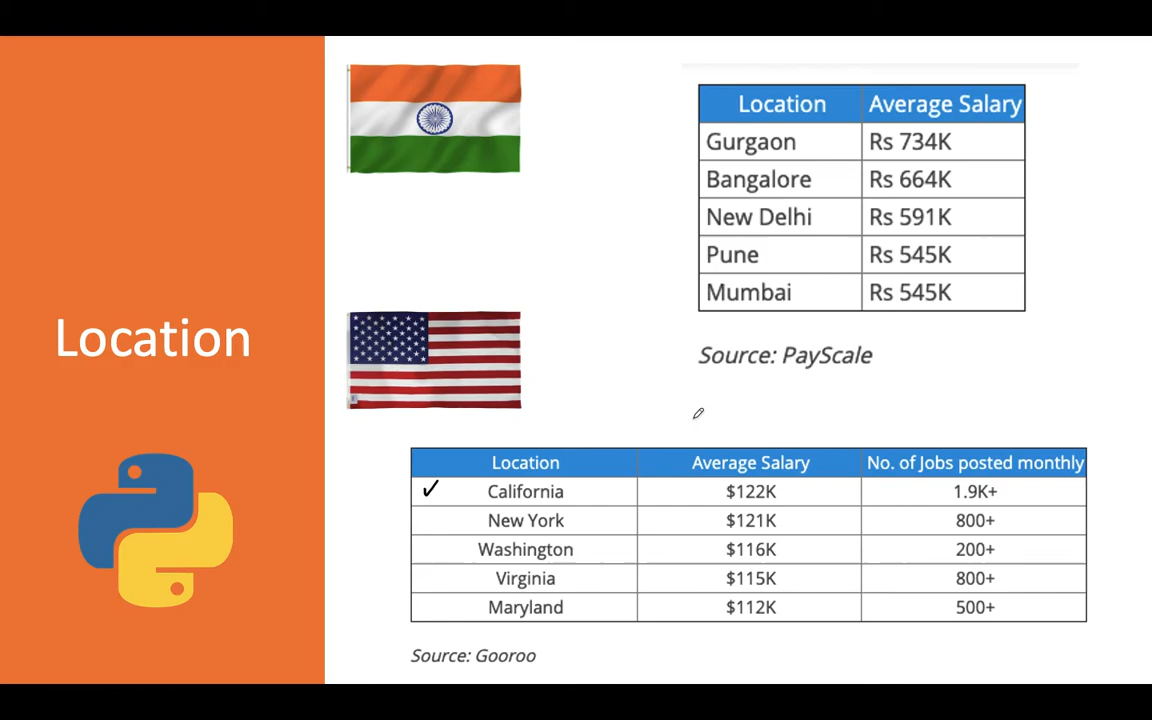 Location
Location Average Salary
Gurgaon Rs 734K
Bangalore Rs 664K
New Delhi Rs 591K
Pune Rs 545K
Mumbai Rs 545K
Source: PayScale
Location Average Salary No. of Jobs posted monthly
✓ California $122K 1.9K+
New York $121K 800+
Washington $116K 200+
Virginia $115K 800+
Maryland $112K 500+
Source: Gooroo